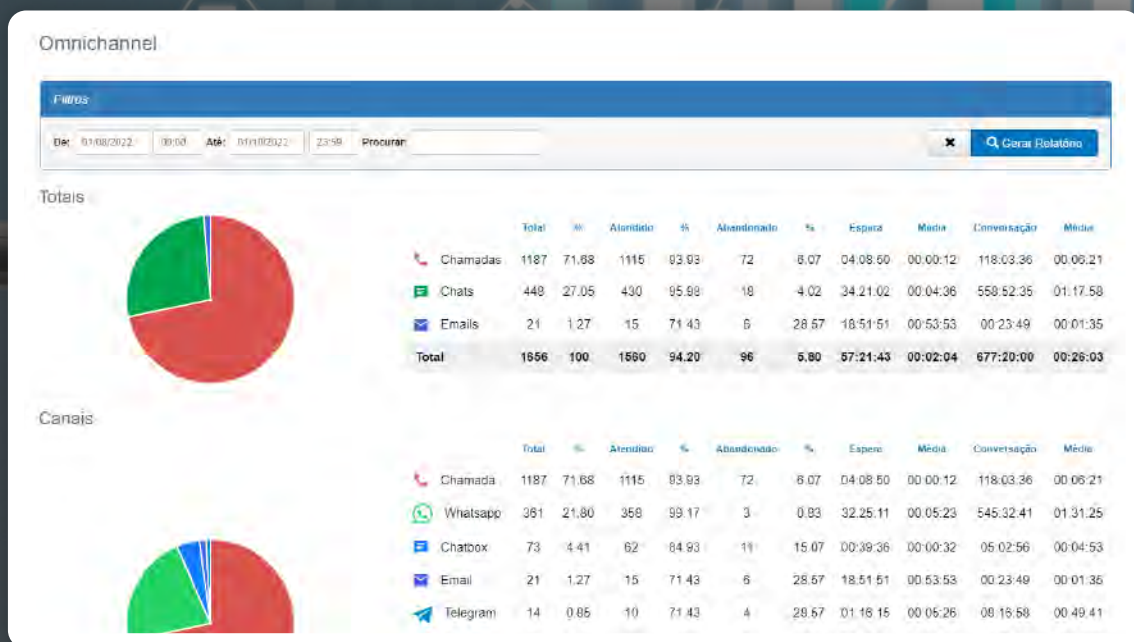 Omnichannel
Filtros
De: 01/08/2022 00:00 Até: 01/10/2022 23:59 Procurar: Gerar Relatório
Totais
Total % Atendido % Abandonado % Espera Média Conversação Média
Chamadas 1187 71.68 1115 93.93 72 6.07 04:08:50 00:00:12 118:03:36 00:06:21
Chats 448 27.05 430 95.98 18 4.02 34:21:02 00:04:36 558:52:35 01:17:58
Emails 21 1.27 15 71.43 6 28.57 18:51:51 00:53:53 00:23:49 00:01:35
Total 1656 100 1560 94.20 96 5.80 57:21:43 00:02:04 677:20:00 00:26:03
Canais
Total % Atendido % Abandonado % Espera Média Conversação Média
Chamada 1187 71.68 1115 93.93 72 6.07 04:08:50 00:00:12 118:03:36 00:06:21
Whatsapp 361 21.80 358 99.17 3 0.83 32:25:11 00:05:23 545:32:41 01:31:25
Chatbox 73 4.41 62 84.93 11 15.07 00:39:36 00:00:32 05:02:56 00:04:53
Email 21 1.27 15 71.43 6 28.57 18:51:51 00:53:53 00:23:49 00:01:35
Telegram 14 0.85 10 71.43 4 28.57 01:16:15 00:05:26 08:16:58 00:49:41